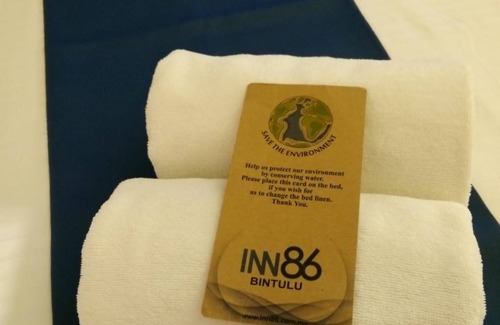 SAVE THE ENVIRONMENT
Help us protect our environment
by conserving water.
Please place this card on the bed,
if you wish for
us to change the bed linen.
Thank You.
INN86
BINTULU